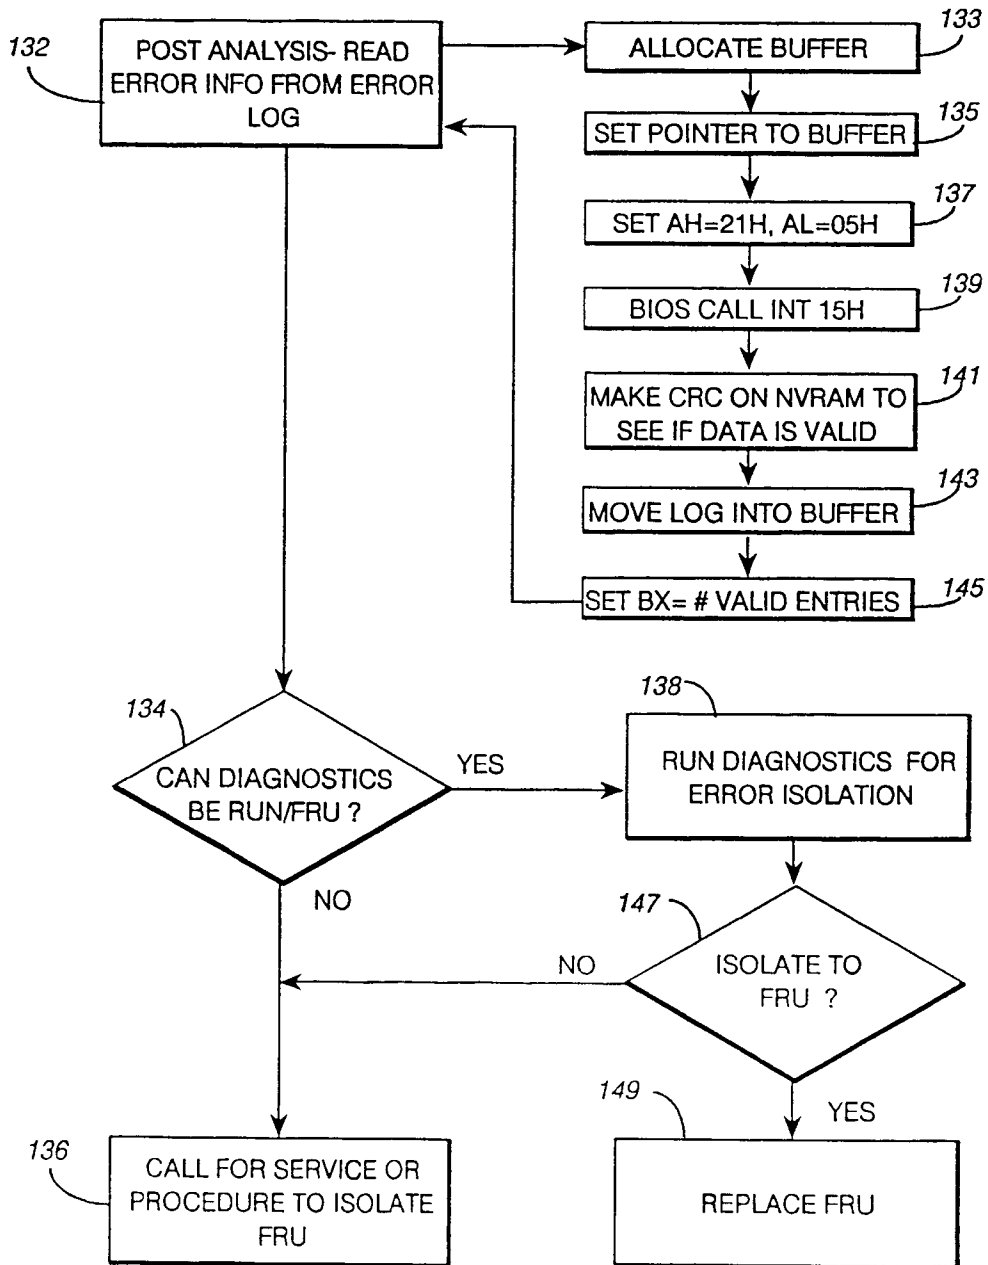 132
POST ANALYSIS- READ
ERROR INFO FROM ERROR
LOG
133
ALLOCATE BUFFER
135
SET POINTER TO BUFFER
137
SET AH=21H, AL=05H
139
BIOS CALL INT 15H
141
MAKE CRC ON NVRAM TO
SEE IF DATA IS VALID
143
MOVE LOG INTO BUFFER
145
SET BX= # VALID ENTRIES
134
CAN DIAGNOSTICS
BE RUN/FRU ?
YES
NO
138
RUN DIAGNOSTICS FOR
ERROR ISOLATION
147
ISOLATE TO
FRU ?
NO
YES
136
CALL FOR SERVICE OR
PROCEDURE TO ISOLATE
FRU
149
REPLACE FRU